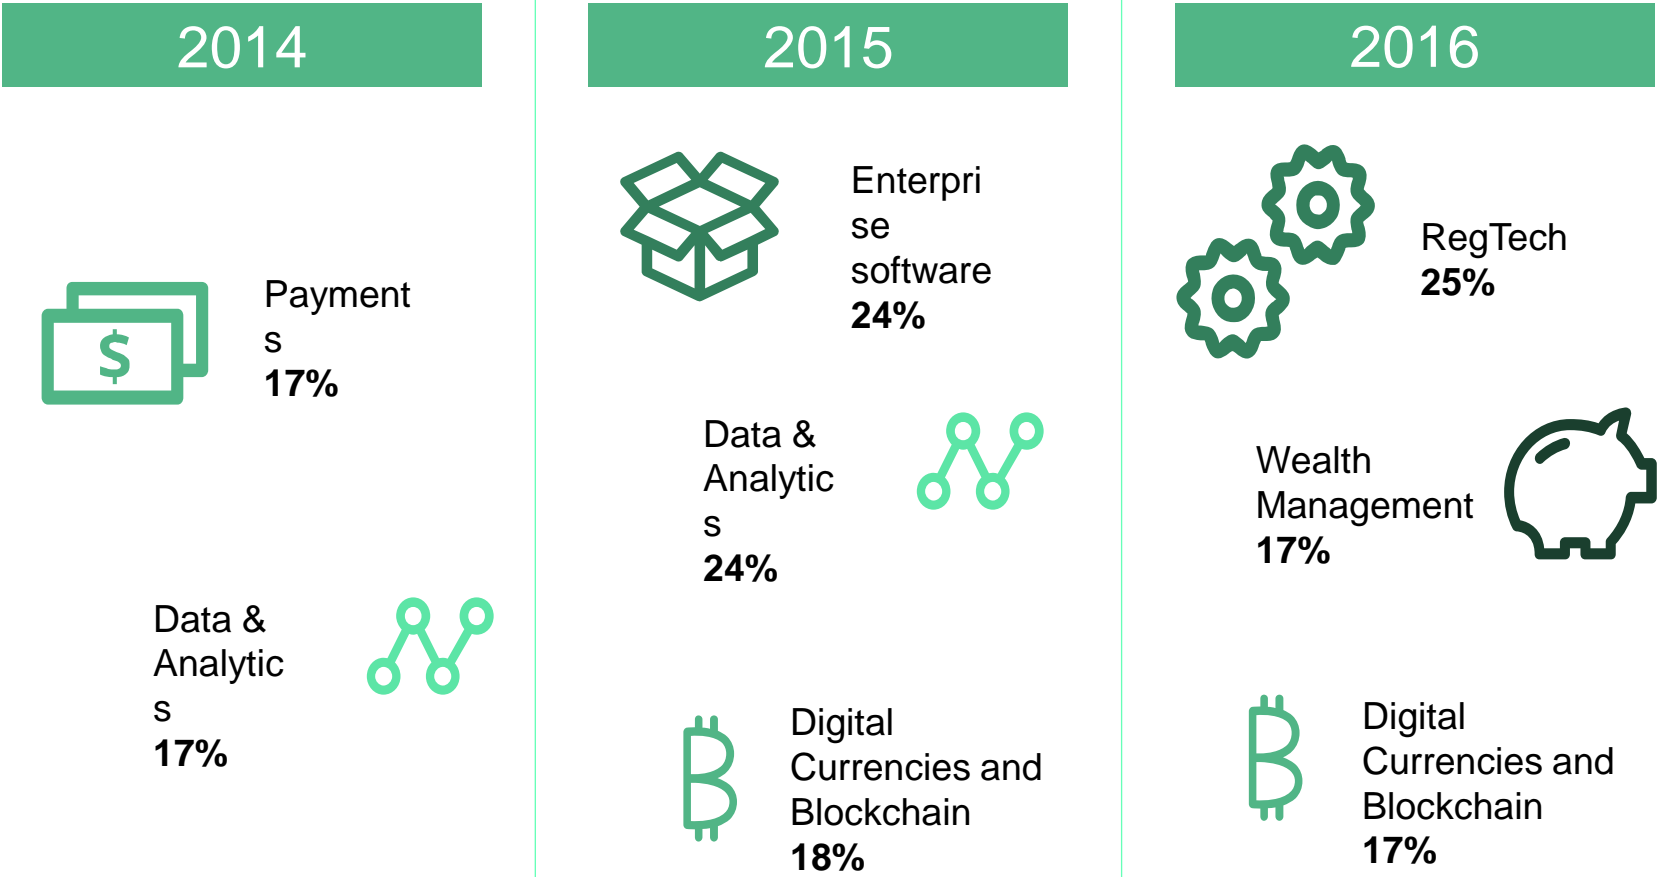 2014
Payment
s
17%
$
Data &
Analytic
s
17%
2015
Enterpri
se
software
24%
Data &
Analytic
s
24%
Digital
Currencies and
Blockchain
18%
2016
RegTech
25%
Wealth
Management
17%
Digital
Currencies and
Blockchain
17%